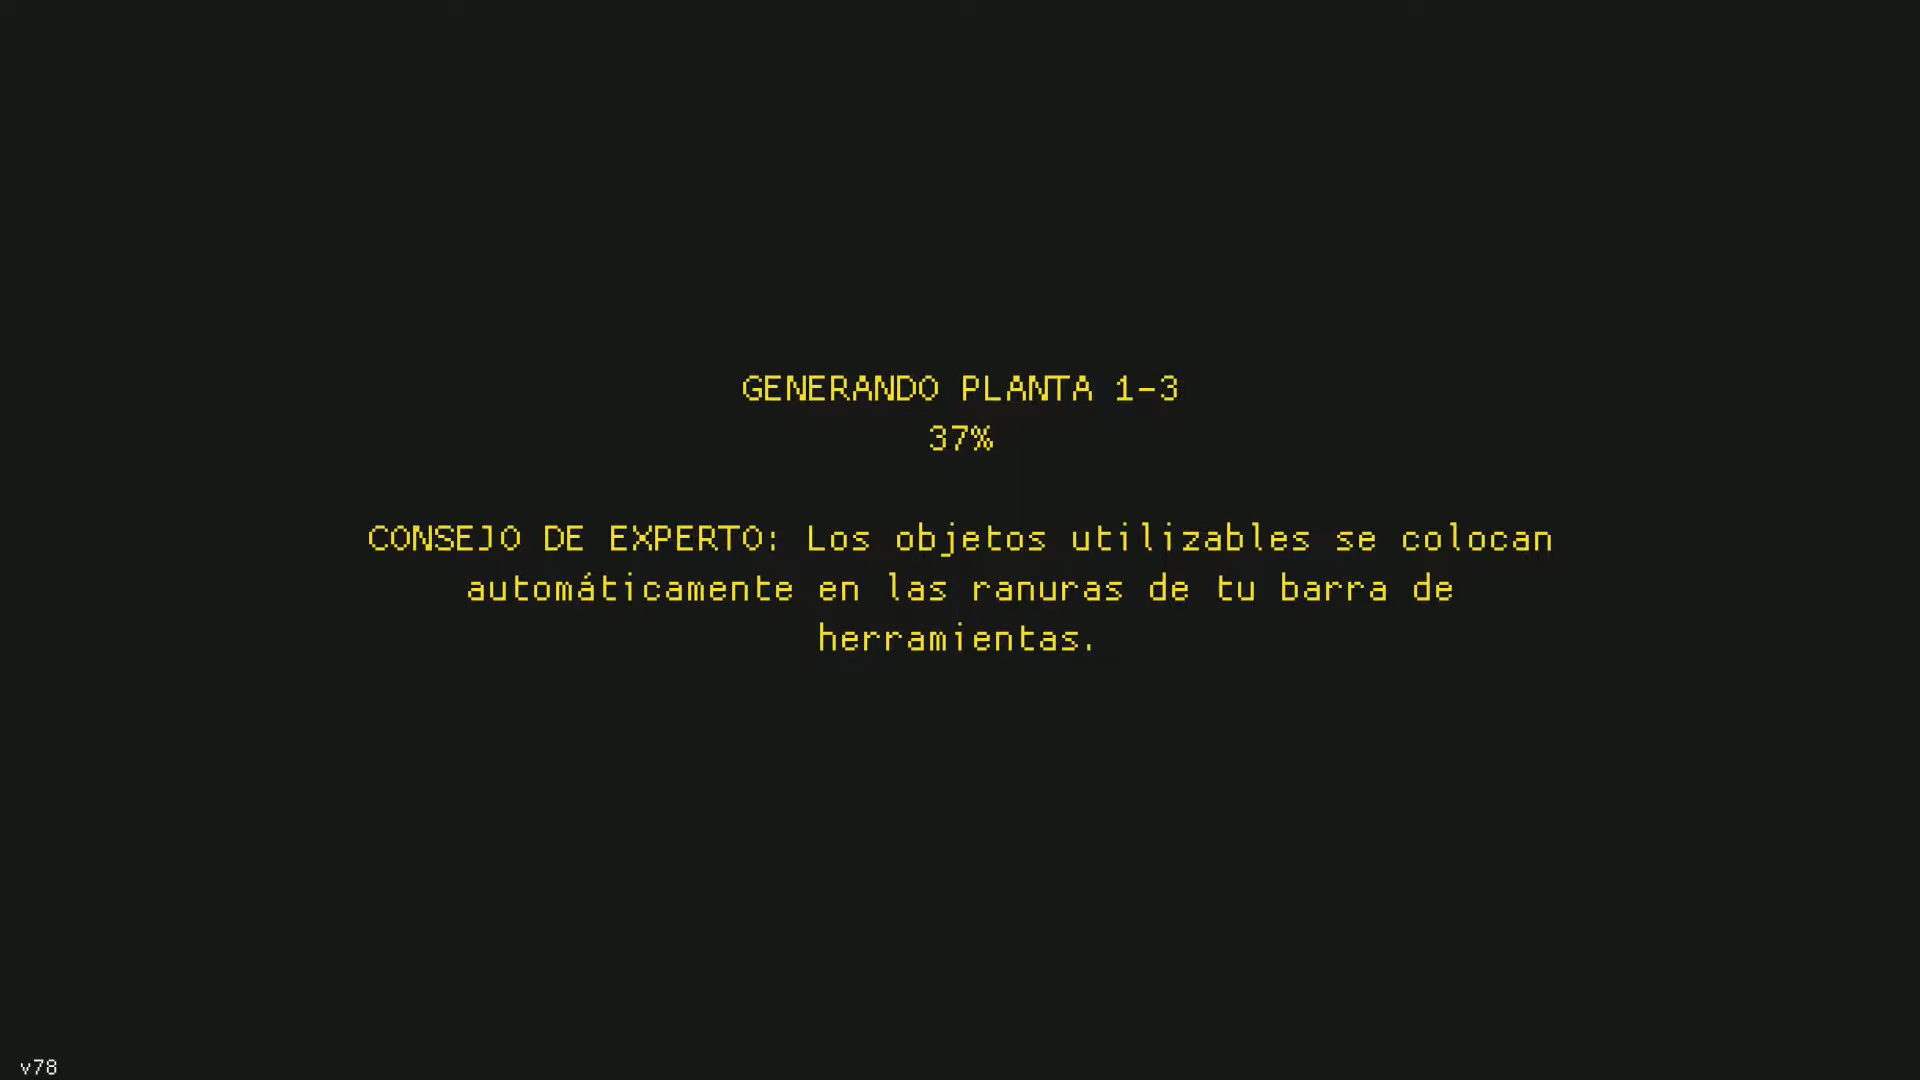 GENERANDO PLANTA 1-3
37%
CONSEJO DE EXPERTO: Los objetos utilizables se colocan
automáticamente en las ranuras de tu barra de
herramientas.
v78